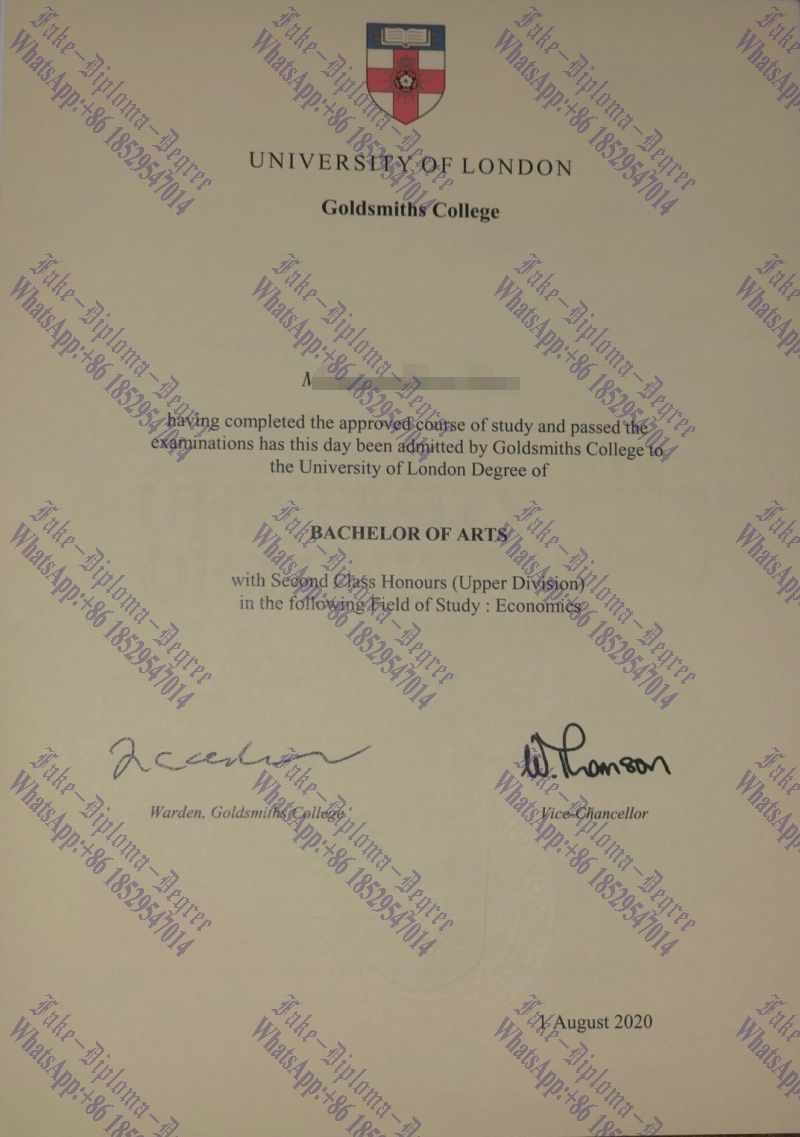 UNIVERSITY OF LONDON
Goldsmiths College
having completed the approved course of study and passed the
examinations has this day been admitted by Goldsmiths College to
the University of London Degree of
BACHELOR OF ARTS
with Second Class Honours (Upper Division)
in the following Field of Study : Economics
W. Thomson
Warden, Goldsmiths College
Vice-Chancellor
1 August 2020
Fake-Diploma-Degree
WhatsApp:+86 18529547014